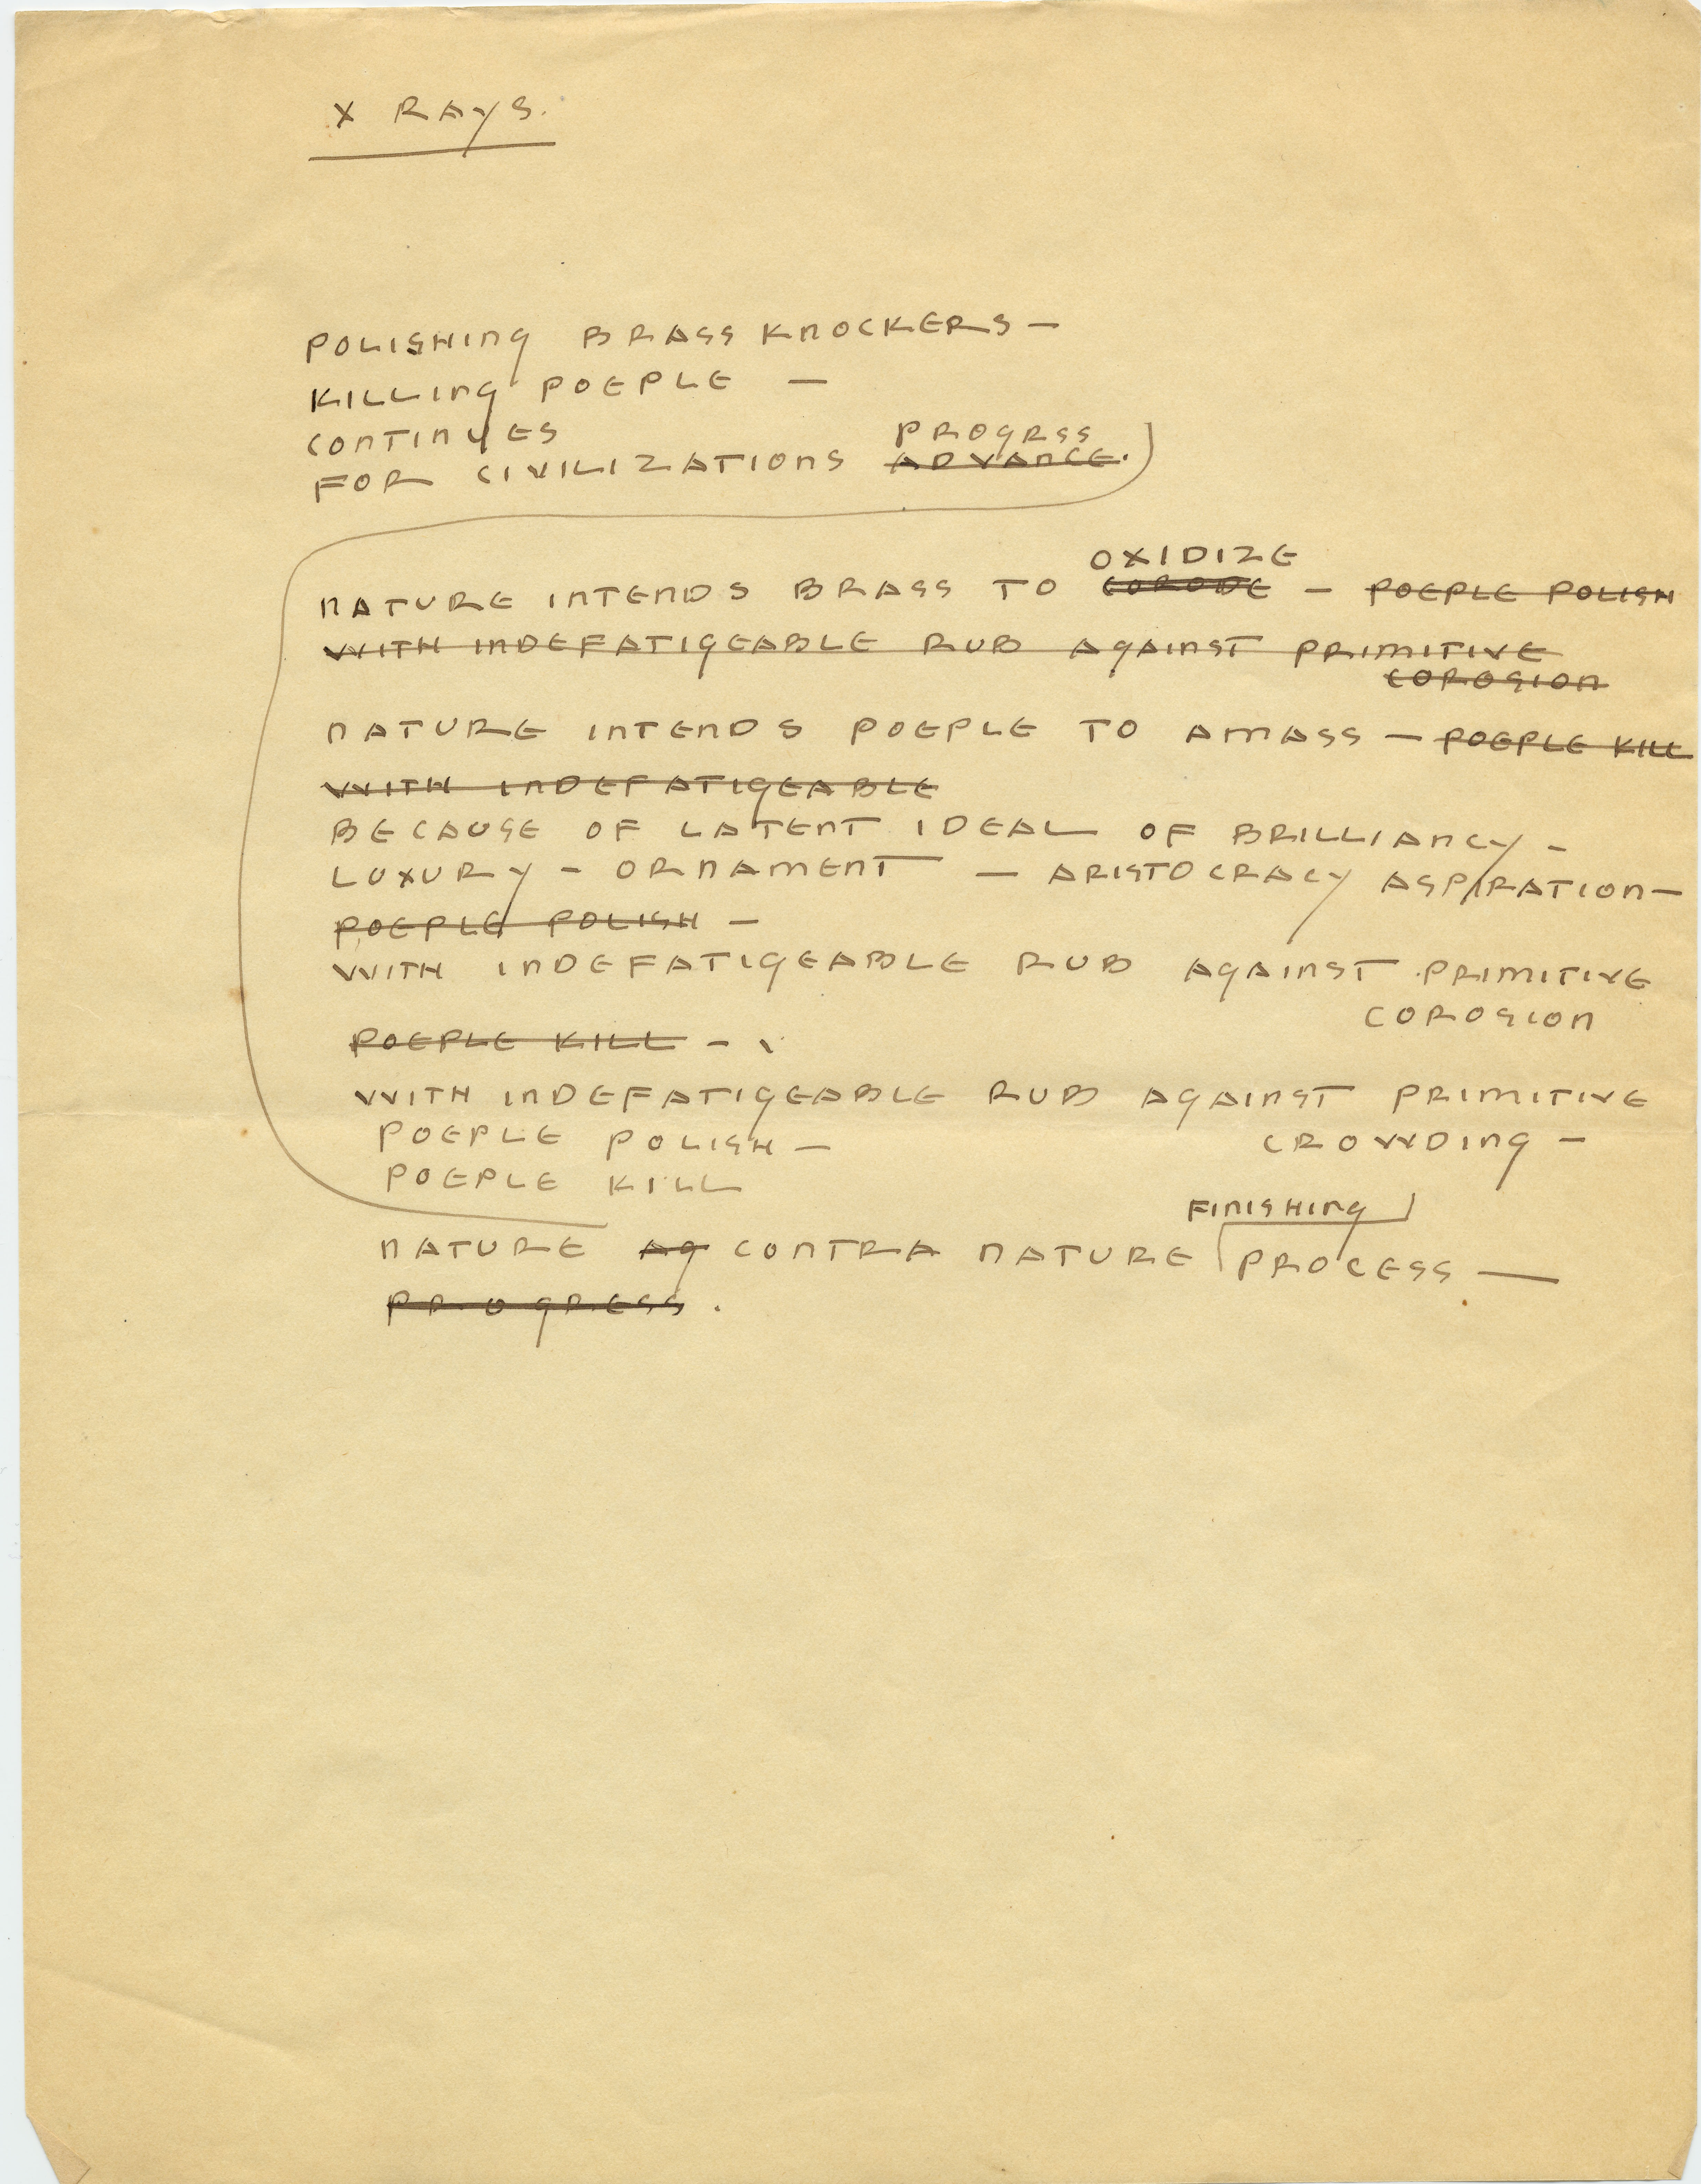 X RAYS.
POLISHING BRASS KNOCKERS —
KILLING POEPLE —
CONTINUES
PROGRSS
FOR CIVILIZATIONS ADVANCE.
OXIDIZE
NATURE INTENDS BRASS TO CORODE — POEPLE POLISH
WITH INDEFATIGEABLE RUB AGAINST PRIMITIVE
COROSION
NATURE INTENDS POEPLE TO AMASS — POEPLE KILL
WITH INDEFATIGEABLE
BECAUSE OF LATENT IDEAL OF BRILLIANCY —
LUXURY — ORNAMENT — ARISTOCRACY ASPIRATION —
POEPLE POLISH —
WITH INDEFATIGEABLE RUB AGAINST PRIMITIVE
COROSION
POEPLE KILL —
WITH INDEFATIGEABLE RUB AGAINST PRIMITIVE
POEPLE POLISH — CROWDING —
POEPLE KILL
FINISHING
NATURE AG CONTRA NATURE PROCESS —
PROGRESS.